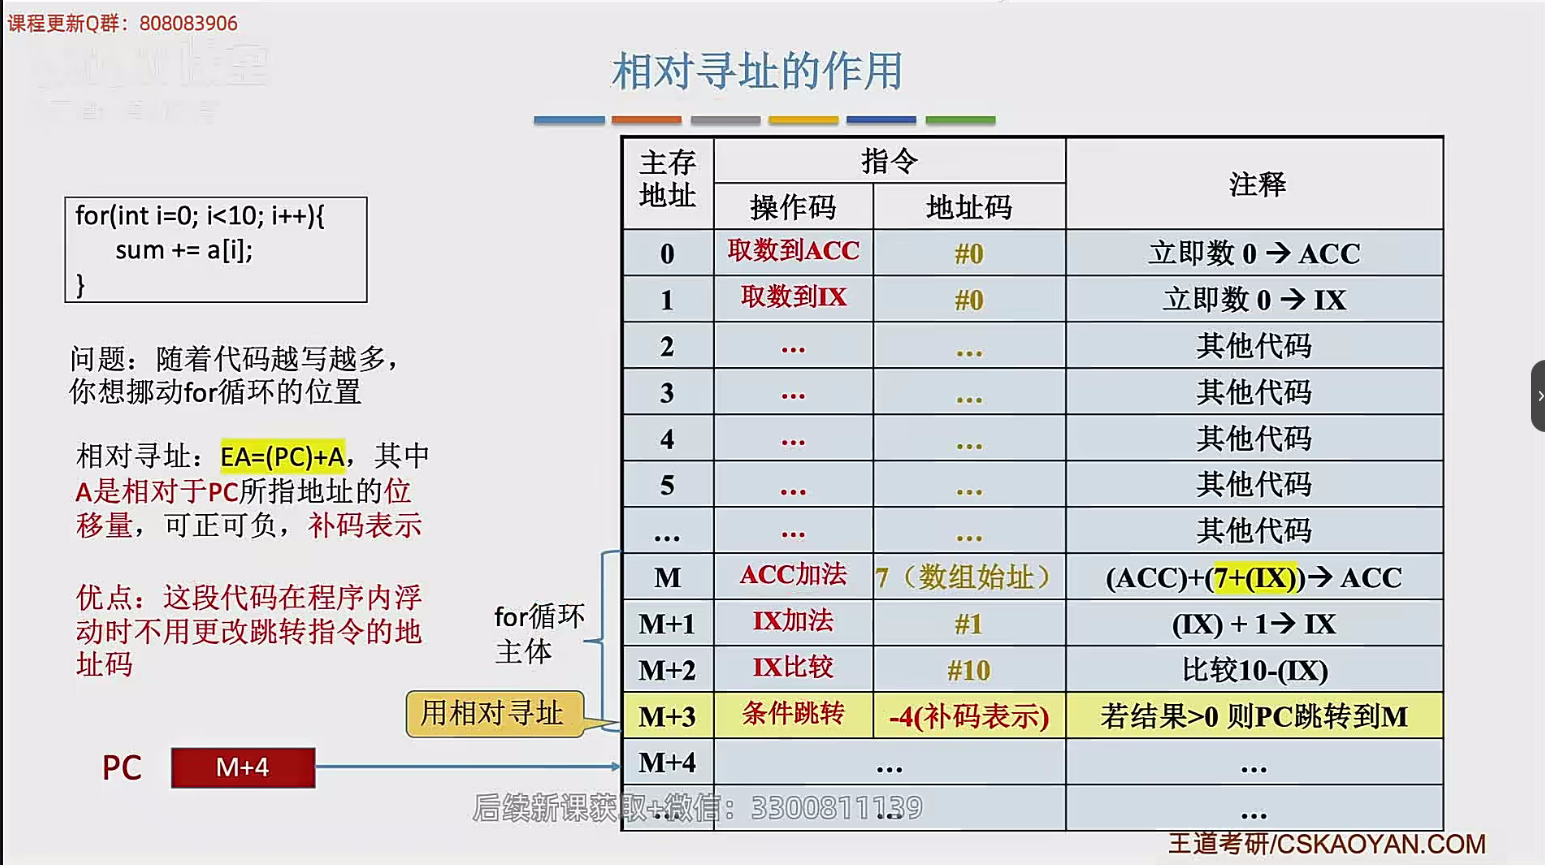 课程更新Q群：808083906
相对寻址的作用
for(int i=0; i<10; i++){
sum += a[i];
}
问题：随着代码越写越多，
你想挪动for循环的位置
相对寻址：EA=(PC)+A，其中
A是相对于PC所指地址的位
移量，可正可负，补码表示
优点：这段代码在程序内浮
动时不用更改跳转指令的地
址码
for循环
主体
用相对寻址
PC M+4
主存地址 指令 注释
操作码 地址码
0 取数到ACC #0 立即数 0 → ACC
1 取数到IX #0 立即数 0 → IX
2 ... ... 其他代码
3 ... ... 其他代码
4 ... ... 其他代码
5 ... ... 其他代码
... ... ... 其他代码
M ACC加法 7（数组始址） (ACC)+(7+(IX))→ ACC
M+1 IX加法 #1 (IX) + 1→ IX
M+2 IX比较 #10 比较10-(IX)
M+3 条件跳转 -4(补码表示) 若结果>0 则PC跳转到M
M+4 ... ...
... ... ...
后续新课获取+微信：3300811139
王道考研/CSKAOYAN.COM